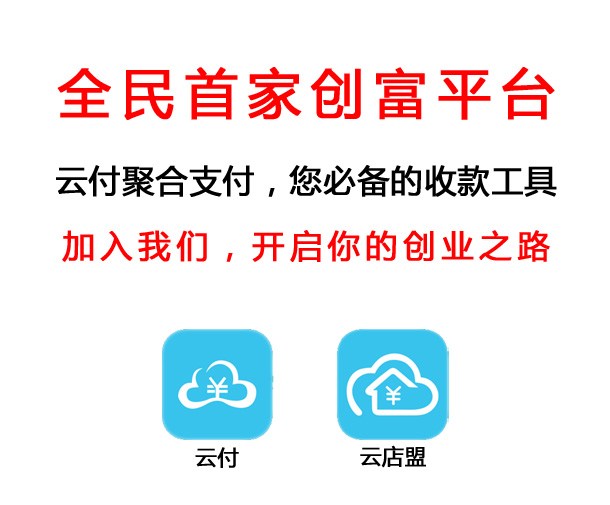 全民首家创富平台
云付聚合支付，您必备的收款工具
加入我们，开启你的创业之路
¥ ¥
云付 云店盟